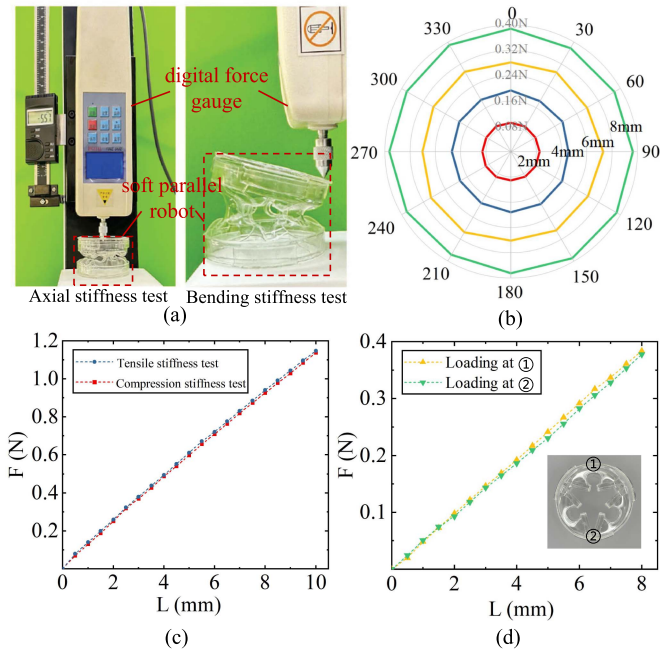 digital force
gauge
soft parallel
robot
Axial stiffness test
Bending stiffness test
(a)
0
30
60
90
120
150
180
210
240
270
300
330
0.40N
0.32N
0.24N
0.16N
0.08N
2mm
4mm
6mm
8mm
(b)
F (N)
1.2
1.0
0.8
0.6
0.4
0.2
Tensile stiffness test
Compression stiffness test
0 2 4 6 8 10
L (mm)
(c)
F (N)
0.4
0.3
0.2
0.1
Loading at ①
Loading at ②
①
②
0 2 4 6 8
L (mm)
(d)